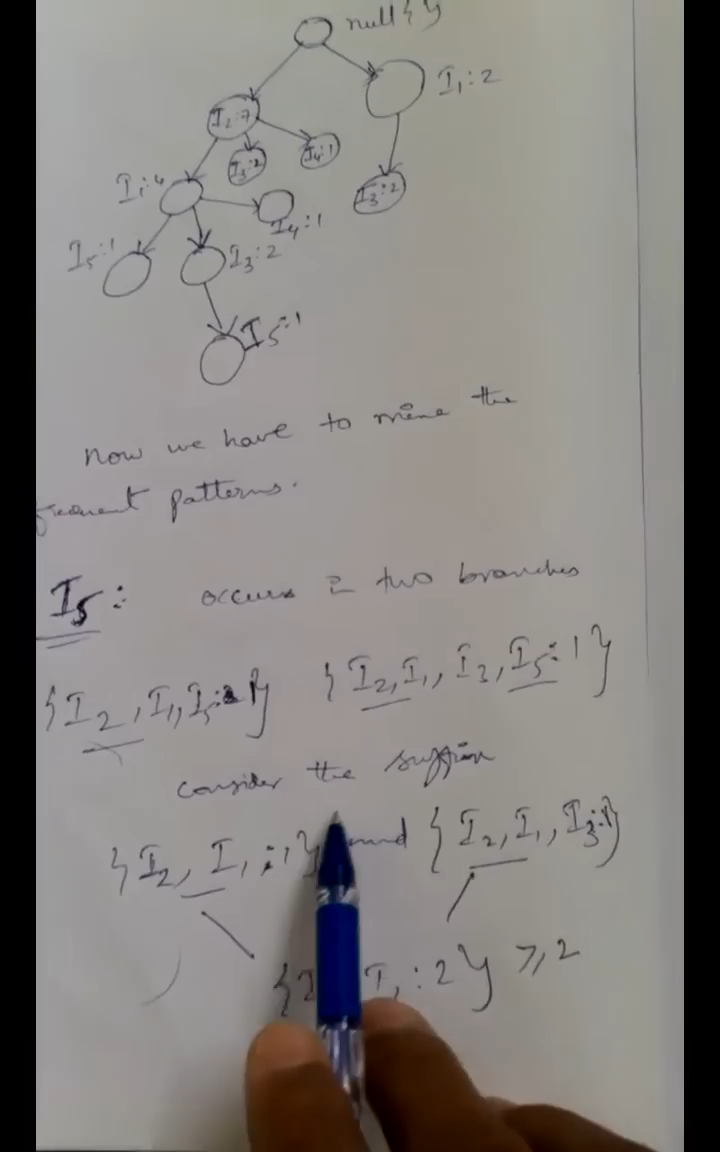 null { }
I2:7
I1:2
I3:2
I4:1
I1:4
I3:2
I4:1
I5:1
I3:2
I5:1
Now we have to mine the
frequent patterns.
I5: occurs in two branches
{I2, I1, I5:1} {I2, I1, I3, I5:1}
consider the suffix
{I2, I1:1} and {I2, I1, I3:1}
I1:2} ≥2